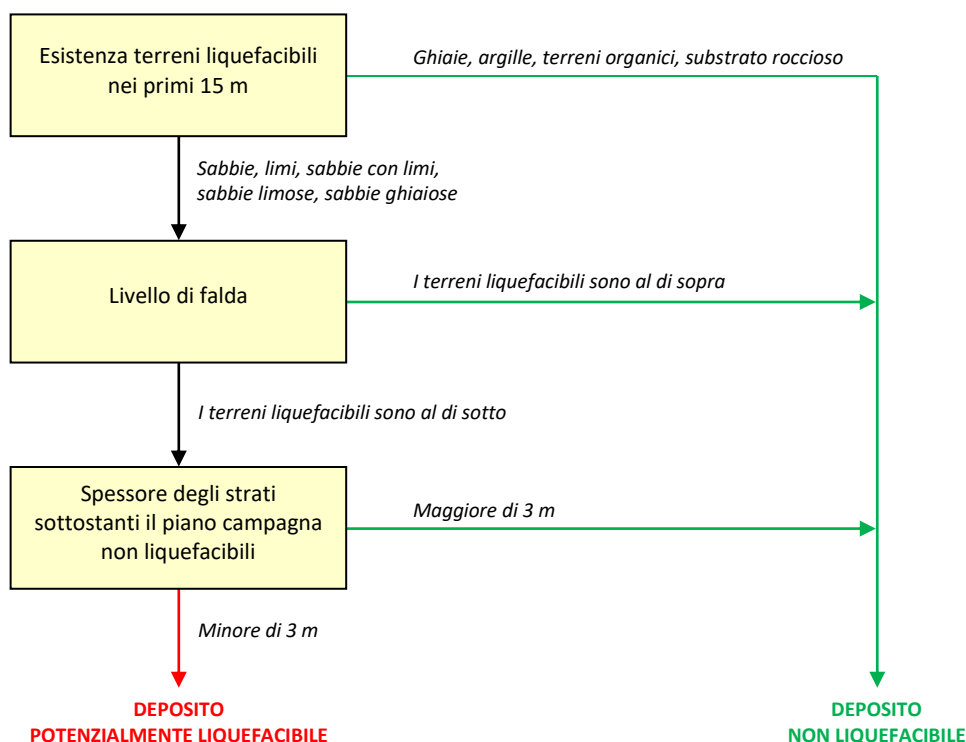 Esistenza terreni liquefacibili
nei primi 15 m
Ghiaie, argille, terreni organici, substrato roccioso
Sabbie, limi, sabbie con limi,
sabbie limose, sabbie ghiaiose
Livello di falda
I terreni liquefacibili sono al di sopra
I terreni liquefacibili sono al di sotto
Spessore degli strati
sottostanti il piano campagna
non liquefacibili
Maggiore di 3 m
Minore di 3 m
DEPOSITO
POTENZIALMENTE LIQUEFACIBILE
DEPOSITO
NON LIQUEFACIBILE